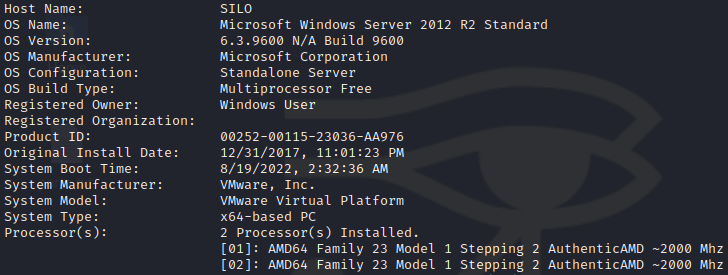 Host Name: SILO
OS Name: Microsoft Windows Server 2012 R2 Standard
OS Version: 6.3.9600 N/A Build 9600
OS Manufacturer: Microsoft Corporation
OS Configuration: Standalone Server
OS Build Type: Multiprocessor Free
Registered Owner: Windows User
Registered Organization:
Product ID: 00252-00115-23036-AA976
Original Install Date: 12/31/2017, 11:01:23 PM
System Boot Time: 8/19/2022, 2:32:36 AM
System Manufacturer: VMware, Inc.
System Model: VMware Virtual Platform
System Type: x64-based PC
Processor(s): 2 Processor(s) Installed.
[01]: AMD64 Family 23 Model 1 Stepping 2 AuthenticAMD ~2000 Mhz
[02]: AMD64 Family 23 Model 1 Stepping 2 AuthenticAMD ~2000 Mhz